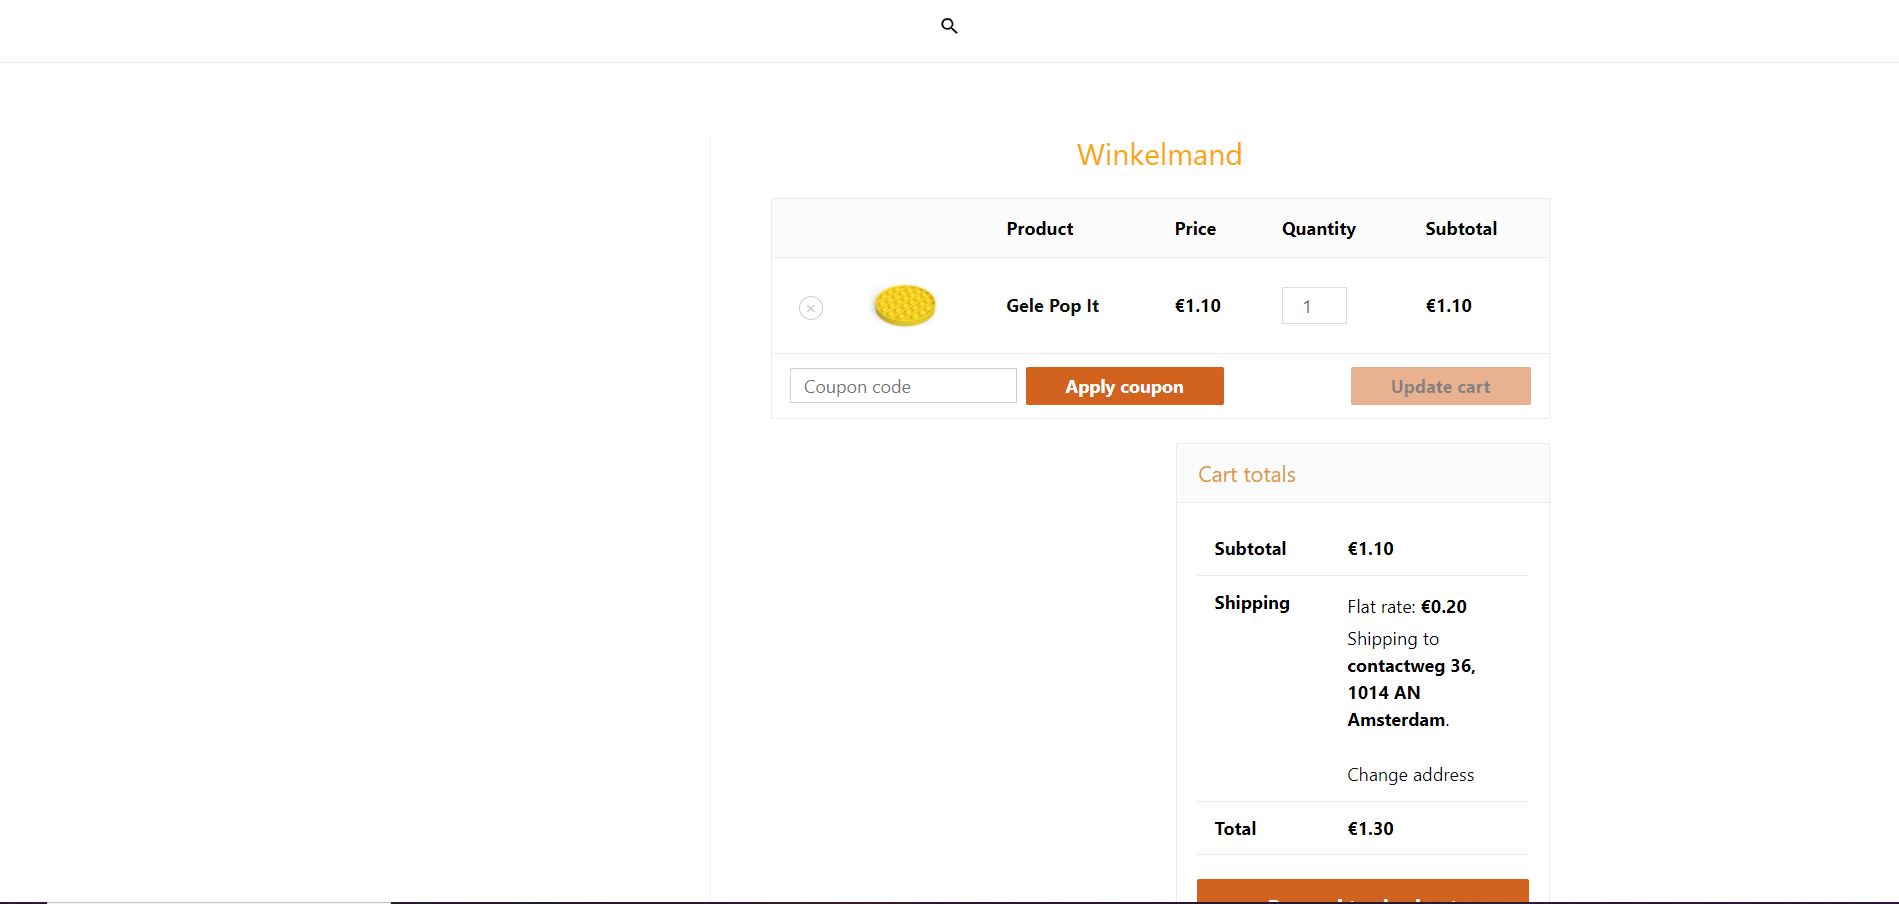 Winkelmand
Product Price Quantity Subtotal
Gele Pop It €1.10 1 €1.10
Coupon code Apply coupon Update cart
Cart totals
Subtotal €1.10
Shipping Flat rate: €0.20
Shipping to
contactweg 36,
1014 AN
Amsterdam.
Change address
Total €1.30